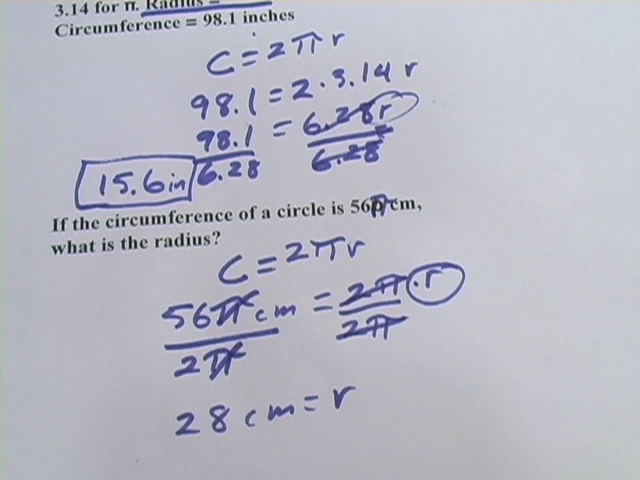 3.14 for π. Radius =
Circumference = 98.1 inches
C = 2πr
98.1 = 2 · 3.14 r
98.1 = 6.28r
6.28 6.28
15.6in
If the circumference of a circle is 56π cm,
what is the radius?
C = 2πr
56π cm = 2π · r
2π 2π
28 cm = r